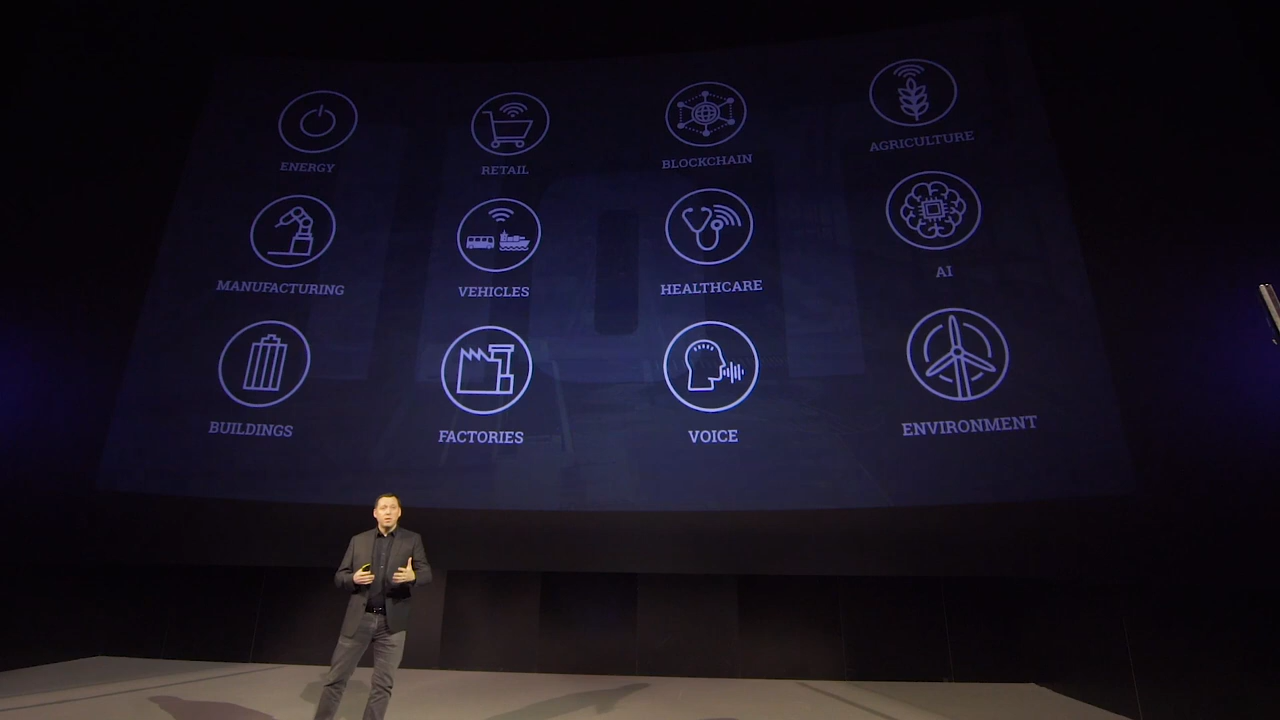 ENERGY
RETAIL
BLOCKCHAIN
AGRICULTURE
MANUFACTURING
VEHICLES
HEALTHCARE
AI
BUILDINGS
FACTORIES
VOICE
ENVIRONMENT